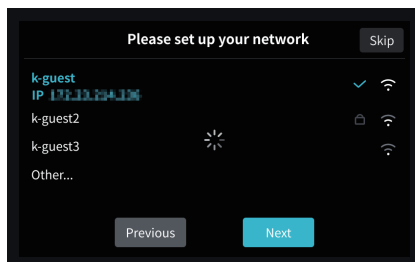 Please set up your network
Skip
k-guest
IP
k-guest2
k-guest3
Other...
Previous
Next